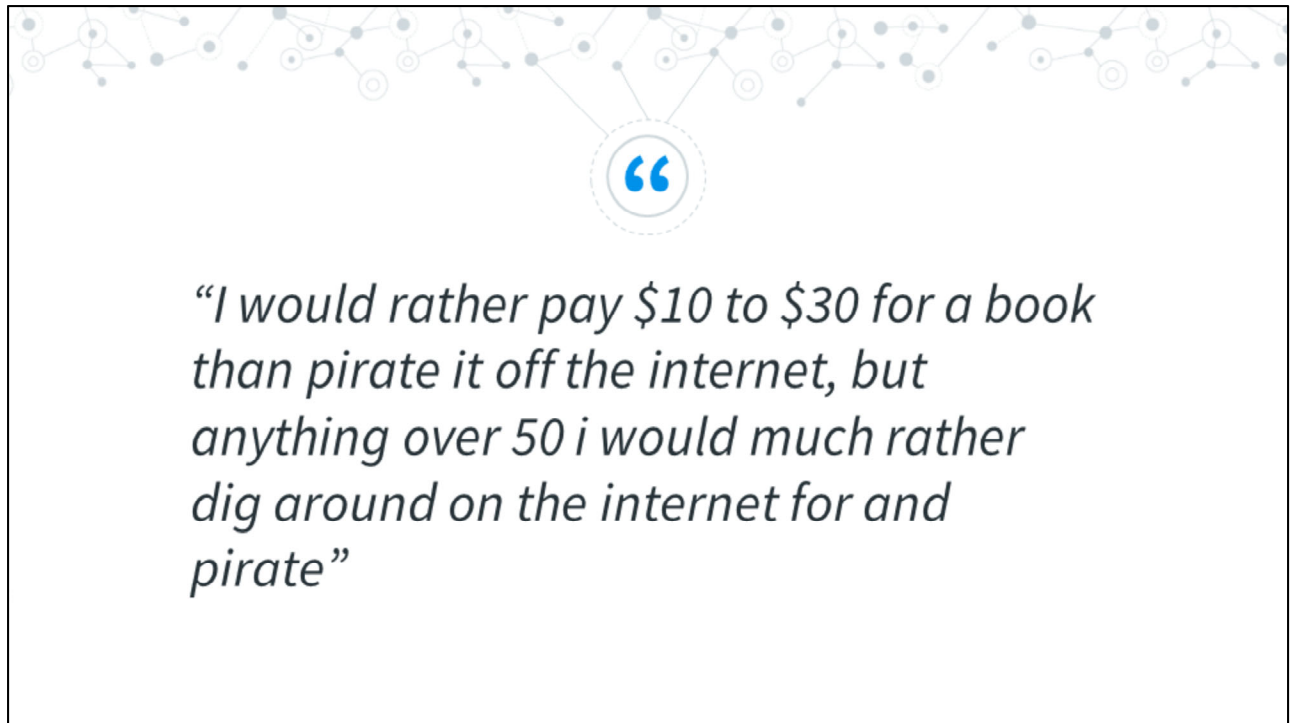 “
“I would rather pay $10 to $30 for a book
than pirate it off the internet, but
anything over 50 i would much rather
dig around on the internet for and
pirate”